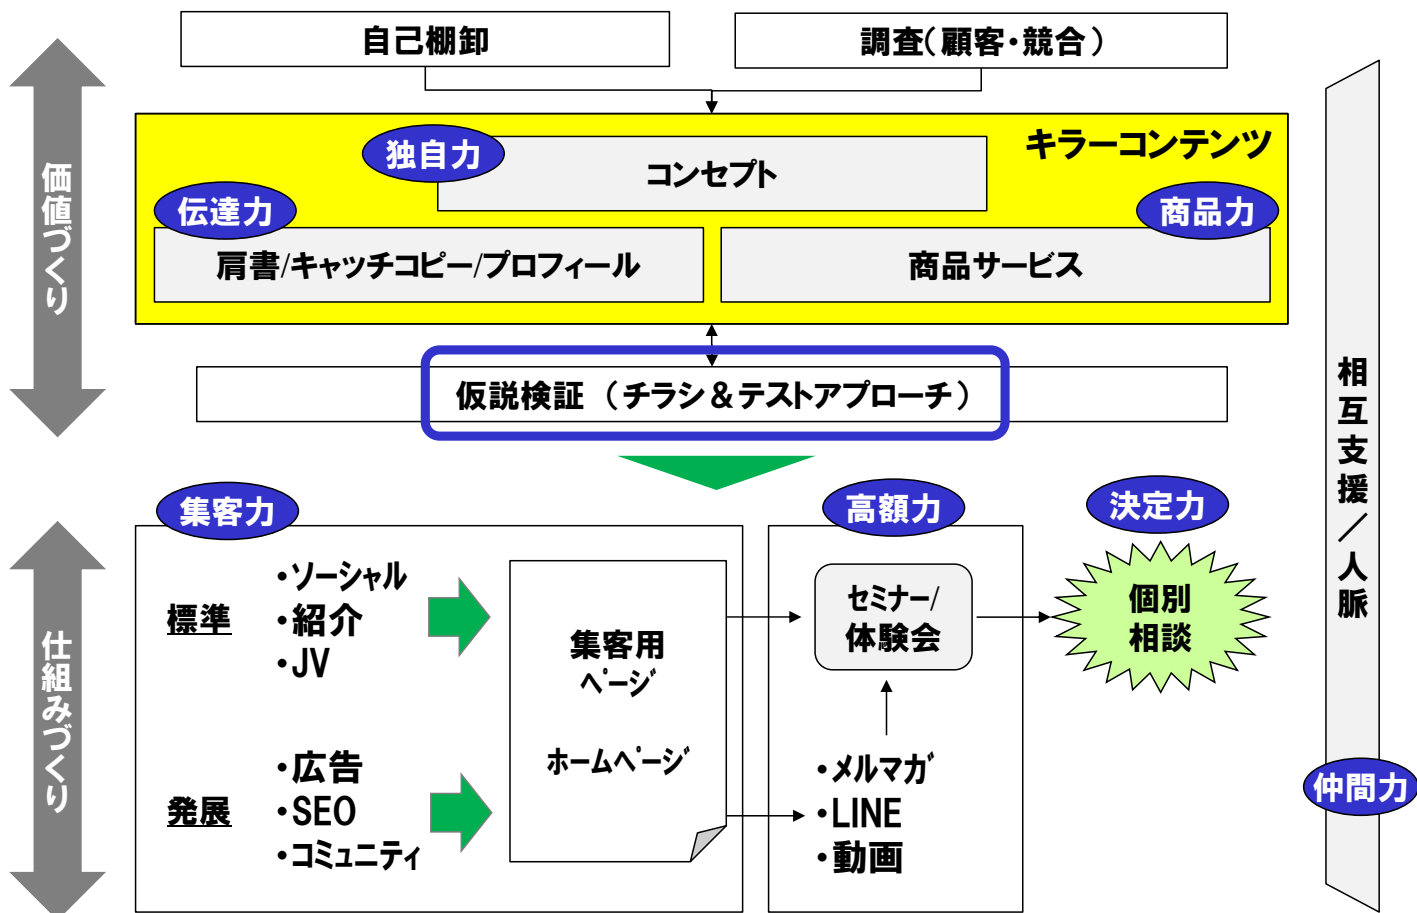 自己棚卸
調査(顧客・競合)
キラーコンテンツ
独自力
コンセプト
伝達力
商品力
肩書/キャッチコピー/プロフィール
商品サービス
価値づくり
仮説検証 (チラシ&テストアプローチ)
相互支援/人脈
集客力
高額力
決定力
仕組みづくり
標準
・ソーシャル
・紹介
・JV
集客用
ページ
ホームページ
セミナー/
体験会
個別
相談
発展
・広告
・SEO
・コミュニティ
・メルマガ
・LINE
・動画
仲間力